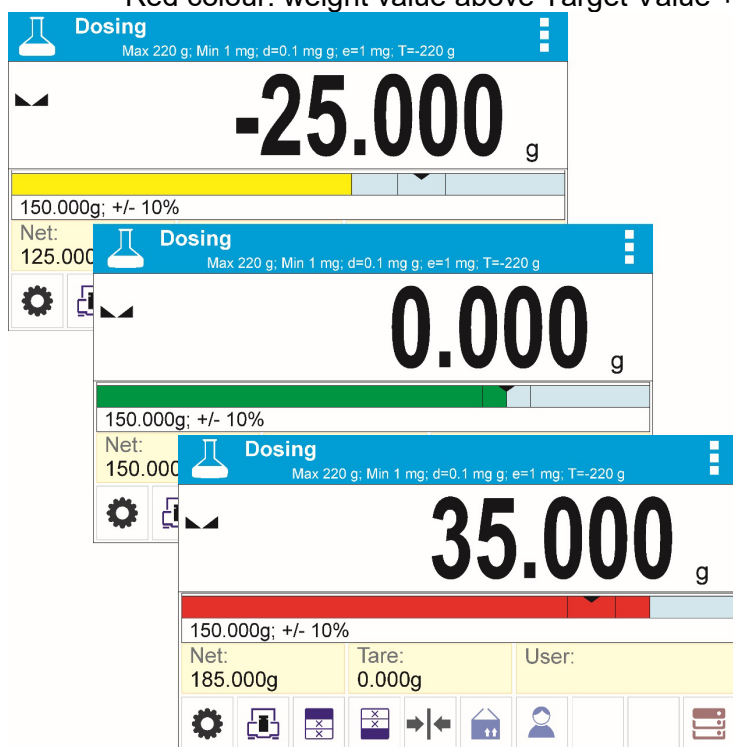 Red colour: weight value above Target Value +
Dosing
Max 220 g; Min 1 mg; d=0.1 mg g; e=1 mg; T=-220 g
-25.000 g
150.000g; +/- 10%
Net:
125.000
Dosing
Max 220 g; Min 1 mg; d=0.1 mg g; e=1 mg; T=-220 g
0.000 g
150.000g; +/- 10%
Net:
150.000
Dosing
Max 220 g; Min 1 mg; d=0.1 mg g; e=1 mg; T=-220 g
35.000 g
150.000g; +/- 10%
Net: Tare: User:
185.000g 0.000g